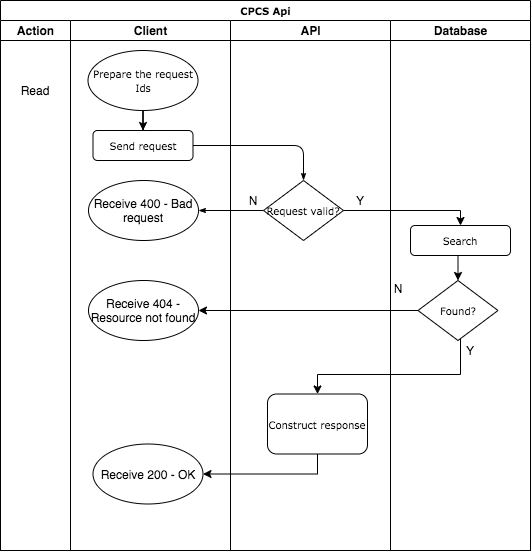 CPCS Api
Action
Client
API
Database
Read
Prepare the request
Ids
Send request
N
Request valid?
Y
Receive 400 - Bad
request
Search
N
Receive 404 -
Resource not found
Found?
Y
Construct response
Receive 200 - OK